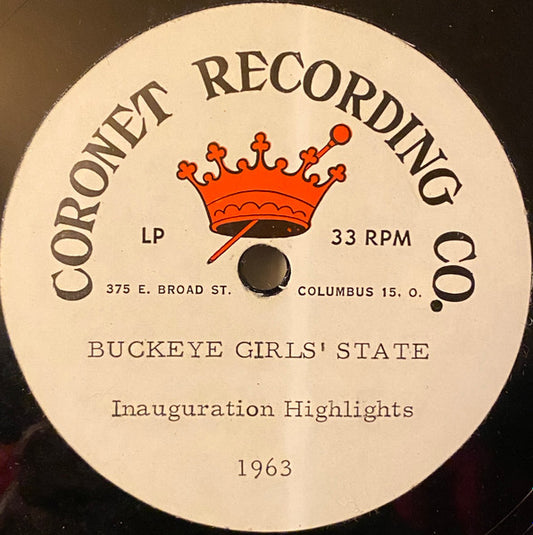 CORONET RECORDING CO.
LP 33 RPM
375 E. BROAD ST. COLUMBUS 15, O.
BUCKEYE GIRLS' STATE
Inauguration Highlights
1963